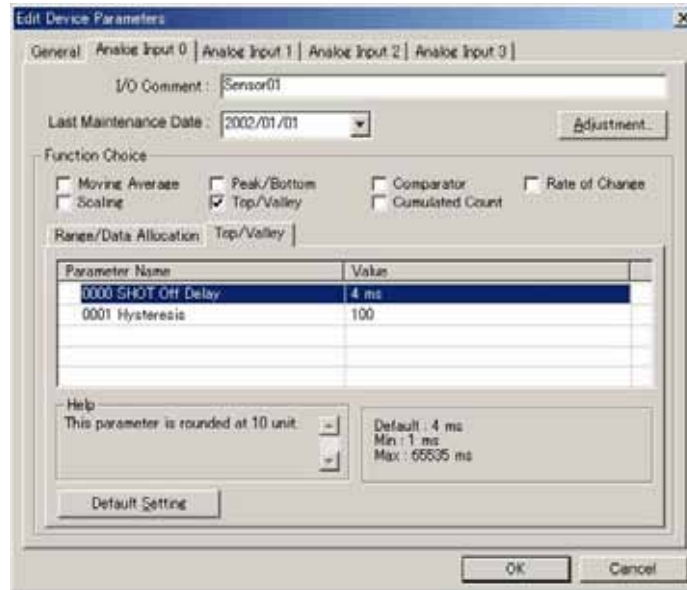 Edit Device Parameters
General Analog Input 0 Analog Input 1 Analog Input 2 Analog Input 3
I/O Comment : Sensor01
Last Maintenance Date : 2002/01/01 Adjustment...
Function Choice
Moving Average Peak/Bottom Comparator Rate of Change
Scaling Top/Valley Cumulated Count
Range/Data Allocation Top/Valley
Parameter Name Value
0000 SHOT Off Delay 4 ms
0001 Hysteresis 100
Help
This parameter is rounded at 10 unit.
Default : 4 ms
Min : 1 ms
Max : 65535 ms
Default Setting
OK Cancel